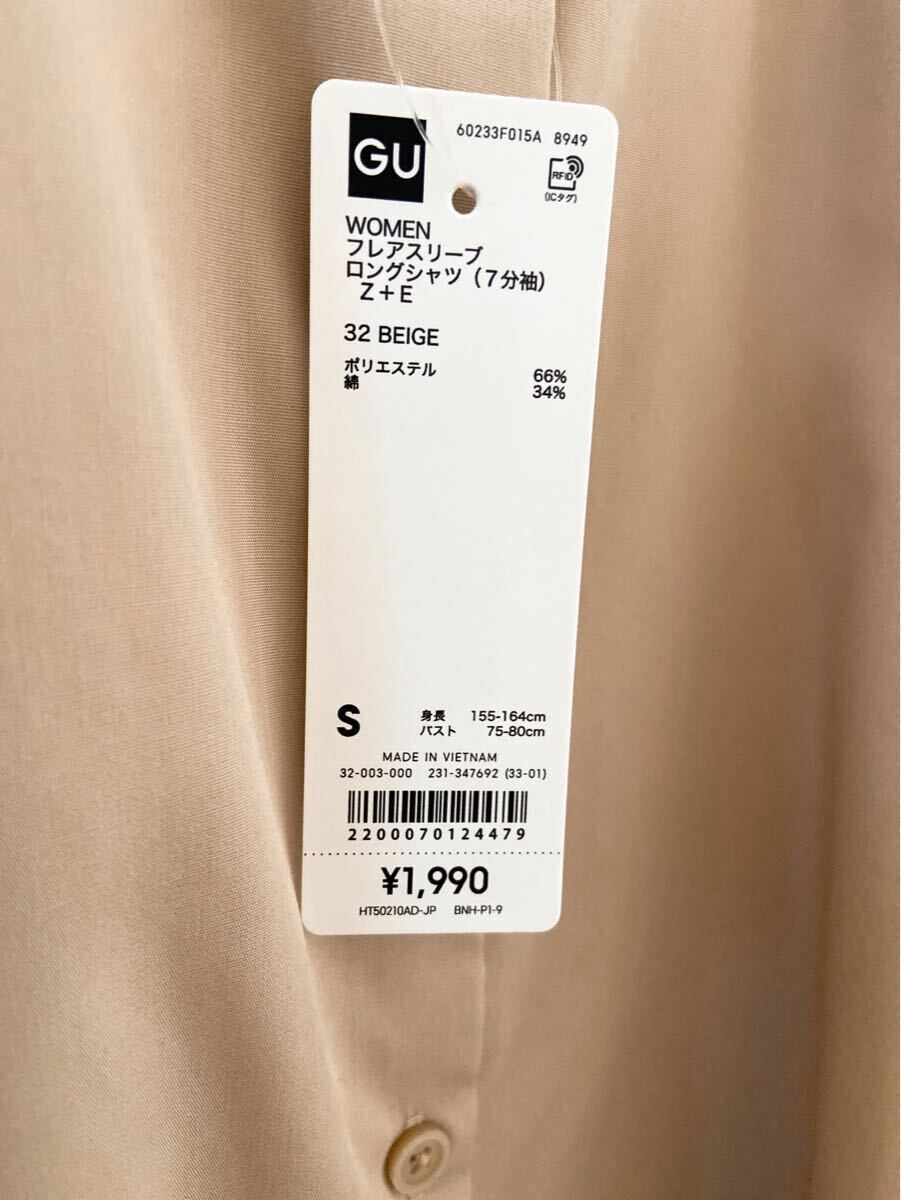 GU
60233F015A 8949
RFID
(ICタグ)
WOMEN
フレアスリーブ
ロングシャツ（7分袖）
Z+E
32 BEIGE
ポリエステル 66%
綿 34%
S 身長 155-164cm
バスト 75-80cm
MADE IN VIETNAM
32-003-000 231-347692 (33-01)
2200070124479
¥1,990
HT50210AD-JP BNH-P1-9